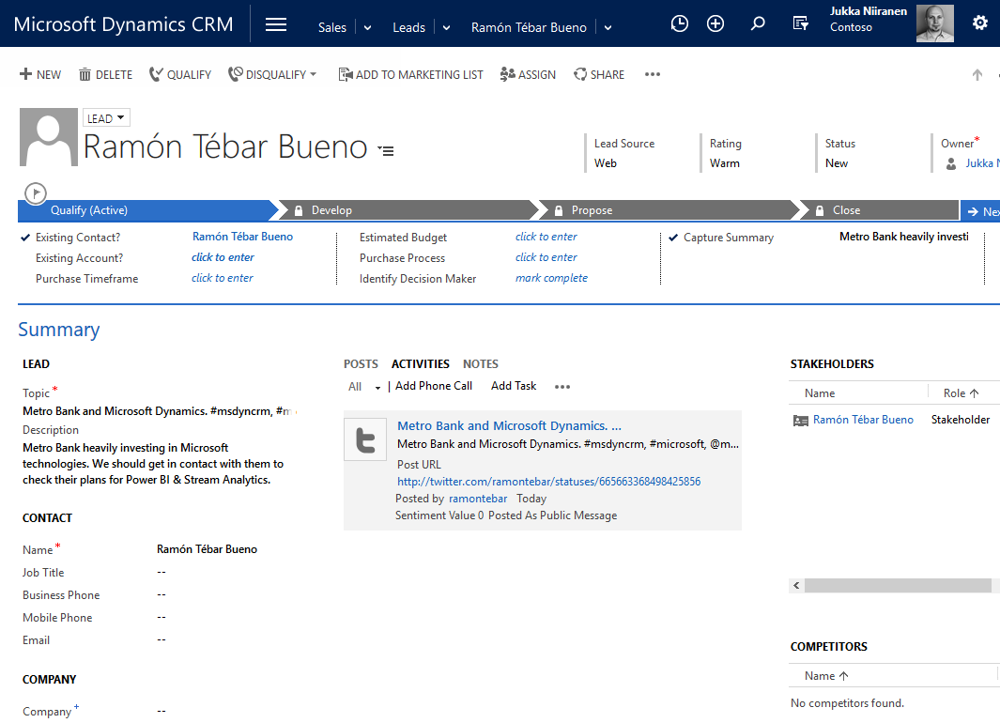 Microsoft Dynamics CRM Sales Leads Ramón Tébar Bueno Jukka Niiranen
Contoso
NEW DELETE QUALIFY DISQUALIFY ADD TO MARKETING LIST ASSIGN SHARE •••
LEAD
Ramón Tébar Bueno
Lead Source Rating Status Owner*
Web Warm New Jukka N
Qualify (Active) Develop Propose Close Nex
Existing Contact? Ramón Tébar Bueno Estimated Budget click to enter Capture Summary Metro Bank heavily investi
Existing Account? click to enter Purchase Process click to enter
Purchase Timeframe click to enter Identify Decision Maker mark complete
Summary
LEAD
Topic*
Metro Bank and Microsoft Dynamics. #msdyncrm, #m
Description
Metro Bank heavily investing in Microsoft
technologies. We should get in contact with them to
check their plans for Power BI & Stream Analytics.
CONTACT
Name* Ramón Tébar Bueno
Job Title --
Business Phone --
Mobile Phone --
Email --
COMPANY
Company+ --
POSTS ACTIVITIES NOTES
All | Add Phone Call Add Task •••
Metro Bank and Microsoft Dynamics. ...
Metro Bank and Microsoft Dynamics. #msdyncrm, #microsoft, @m...
Post URL
http://twitter.com/ramontebar/statuses/665663368498425856
Posted by ramontebar Today
Sentiment Value 0 Posted As Public Message
STAKEHOLDERS
Name Role
Ramón Tébar Bueno Stakeholder
COMPETITORS
Name
No competitors found.